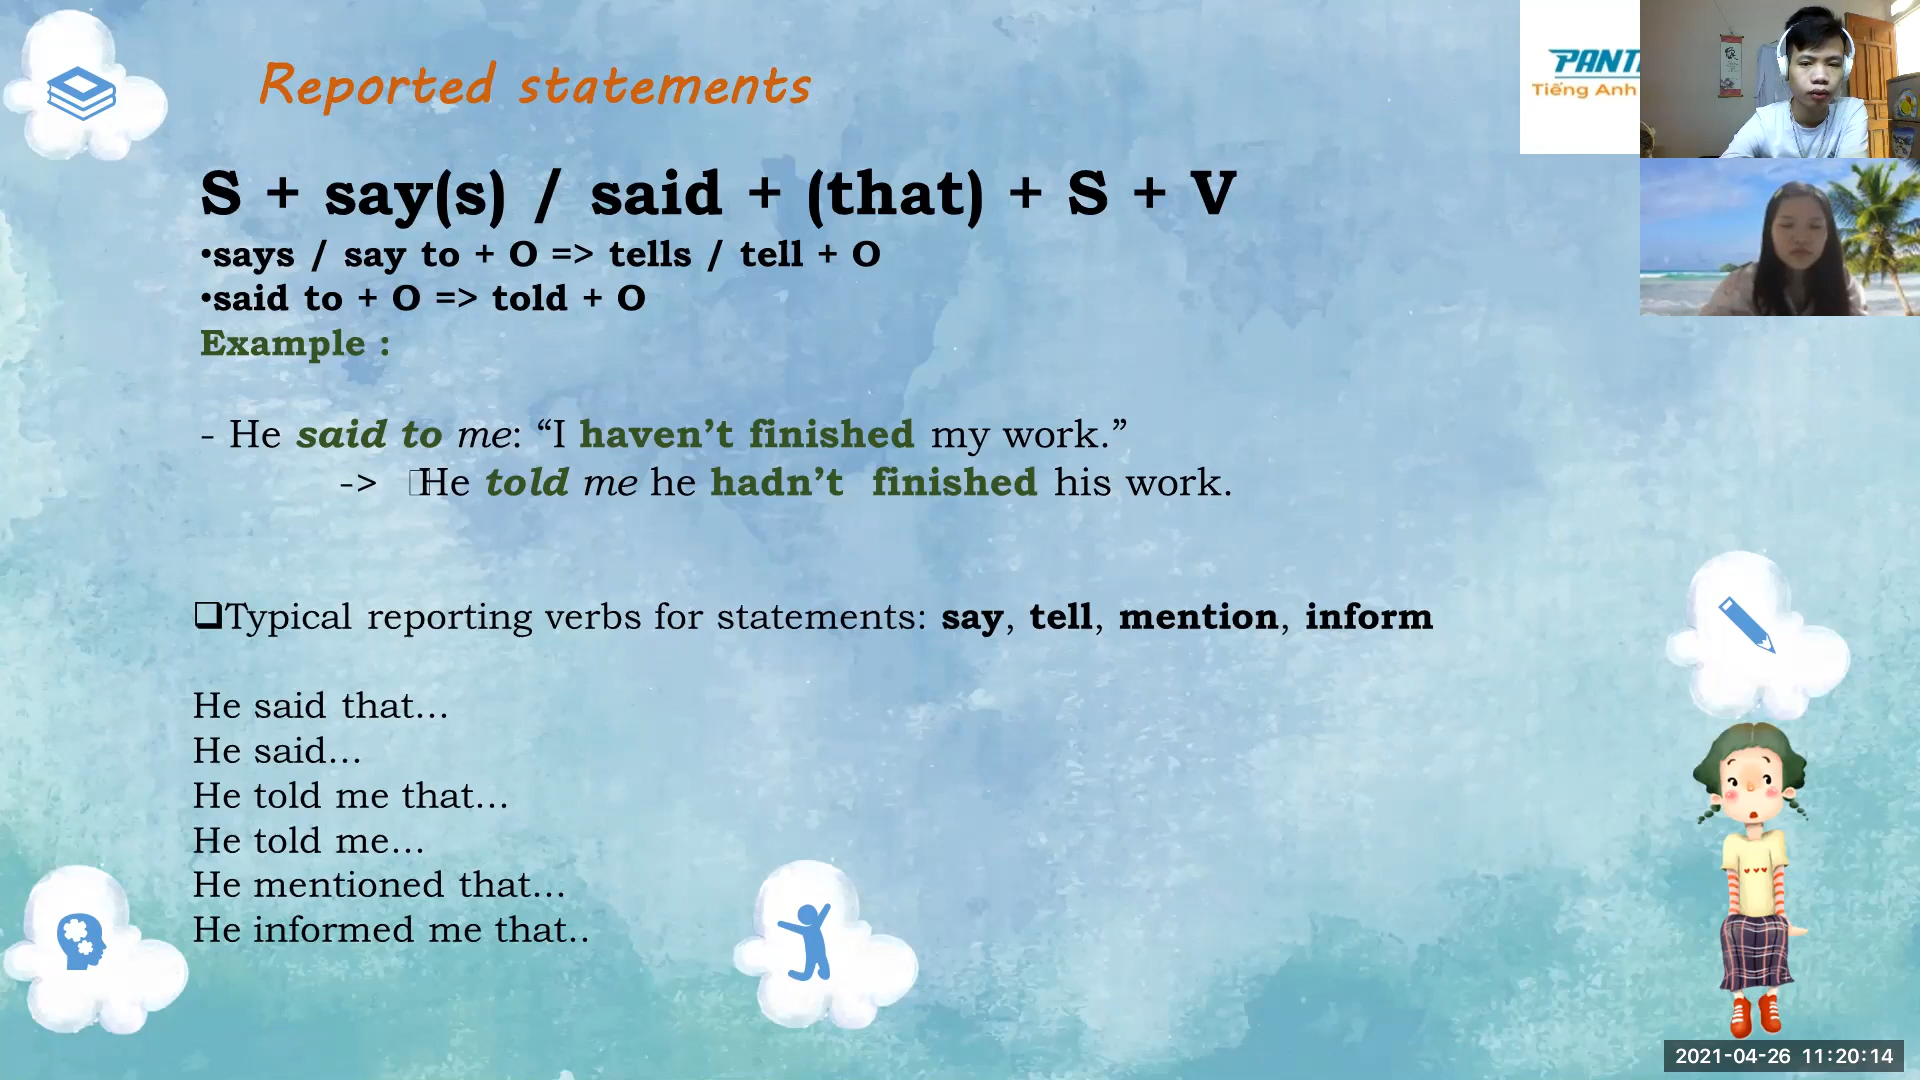 Reported statements
PANT
Tiếng Anh
S + say(s) / said + (that) + S + V
•says / say to + O => tells / tell + O
•said to + O => told + O
Example :
- He said to me: “I haven’t finished my work.”
-> He told me he hadn’t finished his work.
❑Typical reporting verbs for statements: say, tell, mention, inform
He said that...
He said...
He told me that...
He told me...
He mentioned that...
He informed me that..
2021-04-26 11:20:14